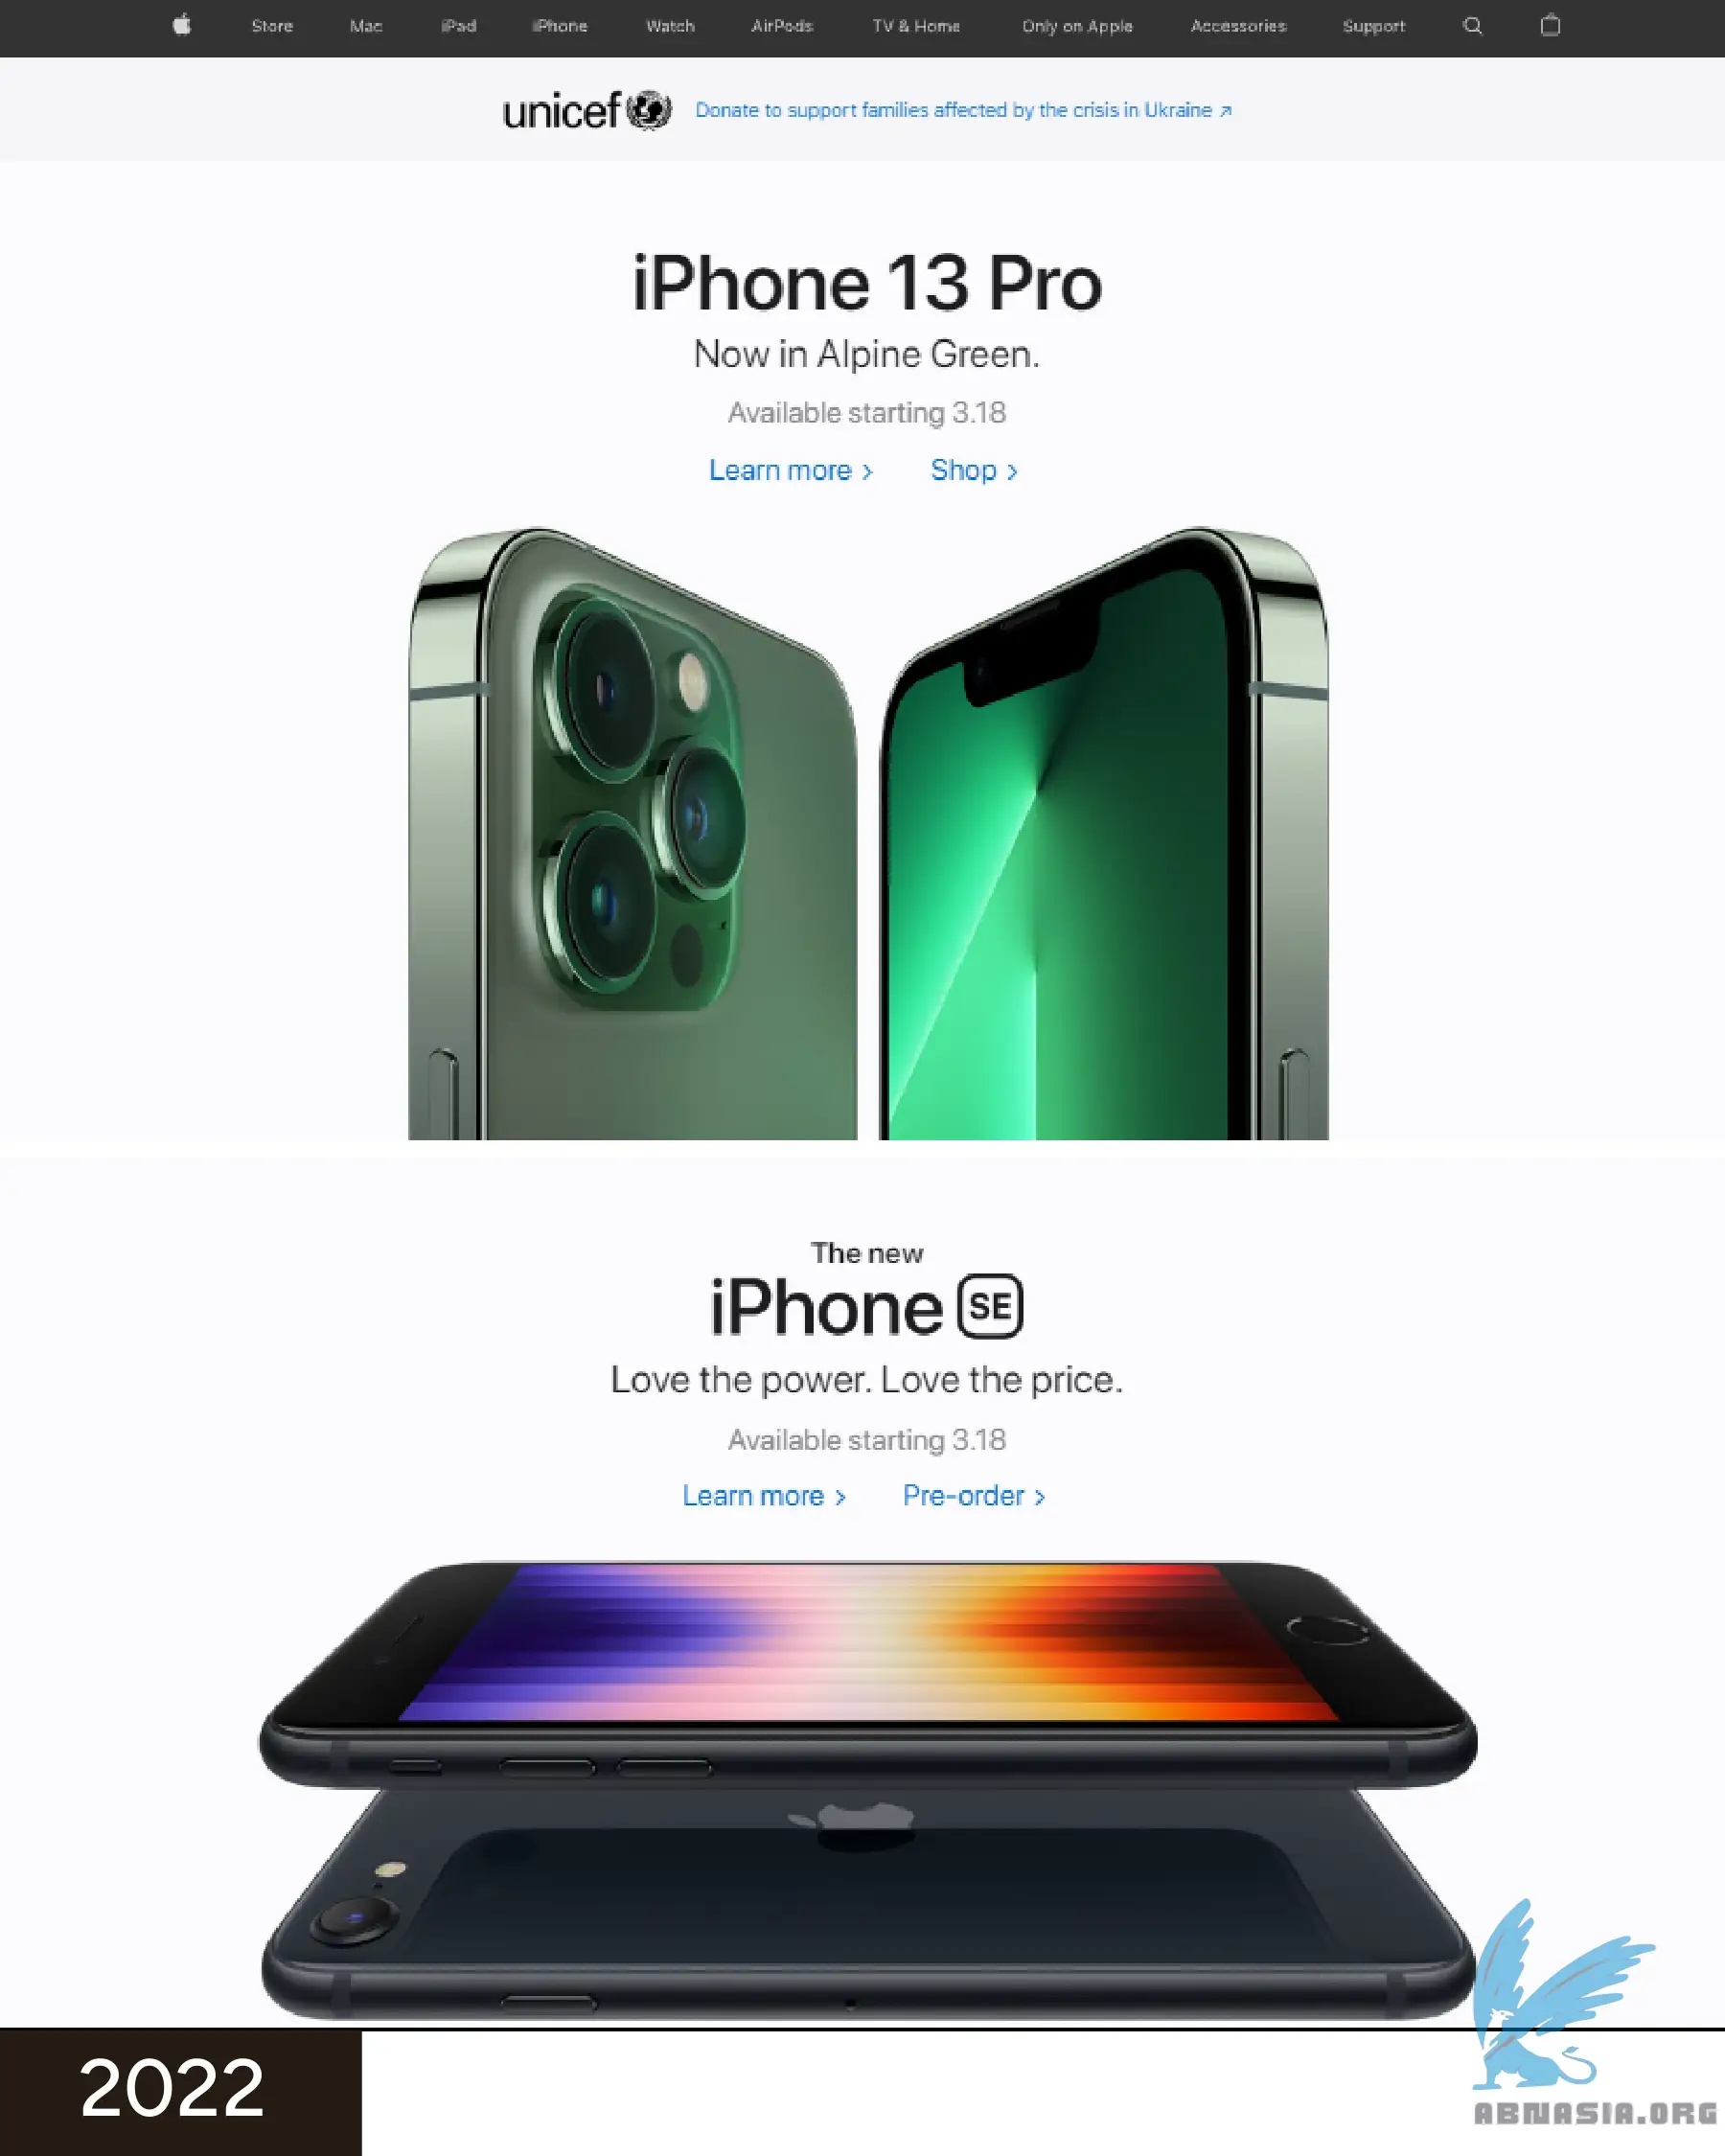 Store Mac iPad iPhone Watch AirPods TV & Home Only on Apple Accessories Support
unicef Donate to support families affected by the crisis in Ukraine ↗
iPhone 13 Pro
Now in Alpine Green.
Available starting 3.18
Learn more > Shop >
The new
iPhone SE
Love the power. Love the price.
Available starting 3.18
Learn more > Pre-order >
2022
ABNASIA.ORG